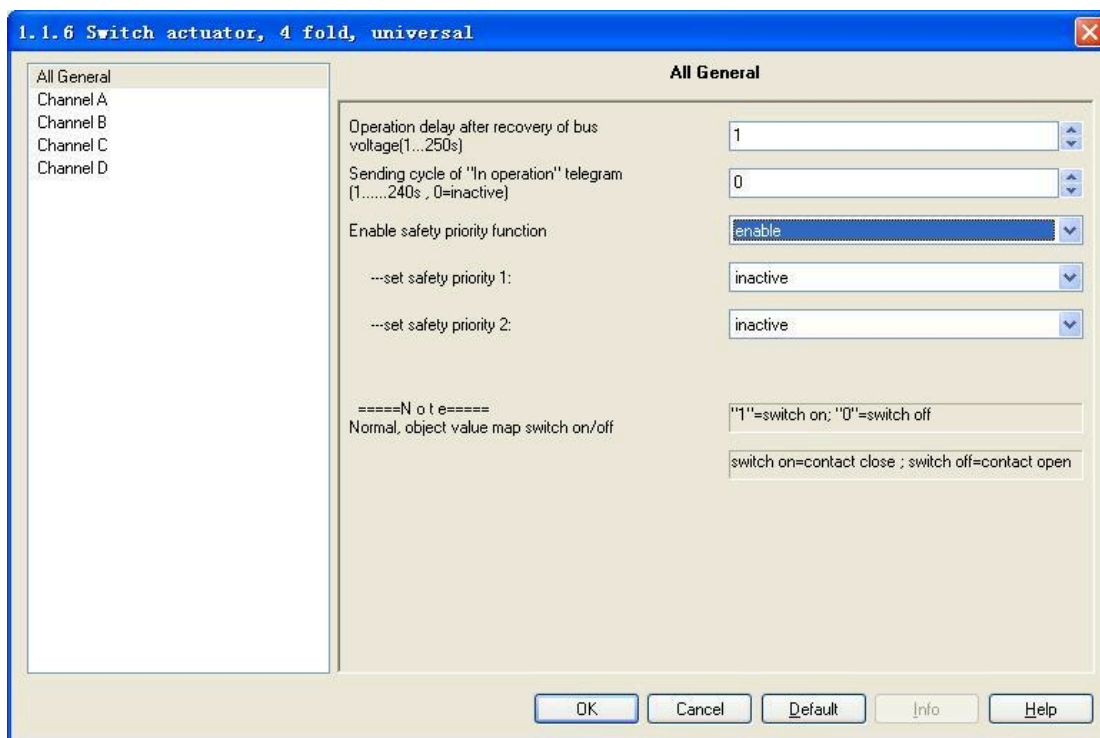 1.1.6 Switch actuator, 4 fold, universal
All General
Channel A
Channel B
Channel C
Channel D
All General
Operation delay after recovery of bus
voltage(1...250s)
1
Sending cycle of "In operation" telegram
(1......240s , 0=inactive)
0
Enable safety priority function
enable
---set safety priority 1:
inactive
---set safety priority 2:
inactive
=====N o t e=====
Normal, object value map switch on/off
"1"=switch on; "0"=switch off
switch on=contact close ; switch off=contact open
OK
Cancel
Default
Info
Help